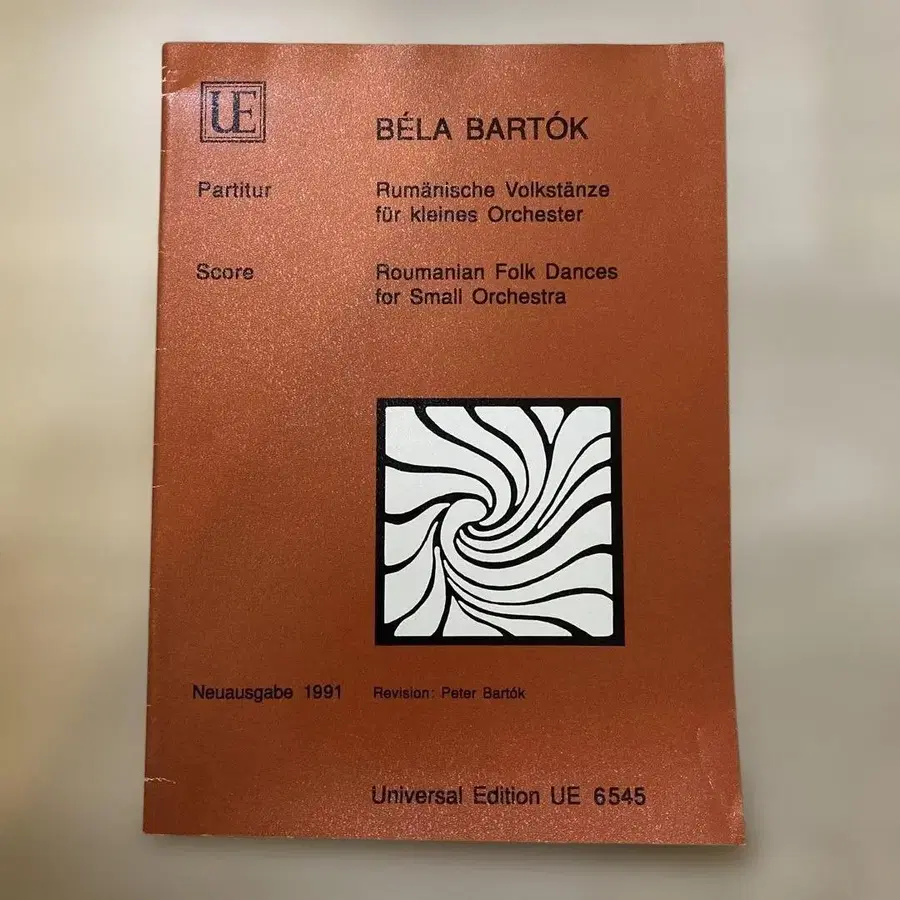 UE
BÉLA BARTÓK
Partitur
Rumänische Volkstänze
für kleines Orchester
Score
Roumanian Folk Dances
for Small Orchestra
Neuausgabe 1991
Revision: Peter Bartók
Universal Edition UE 6545